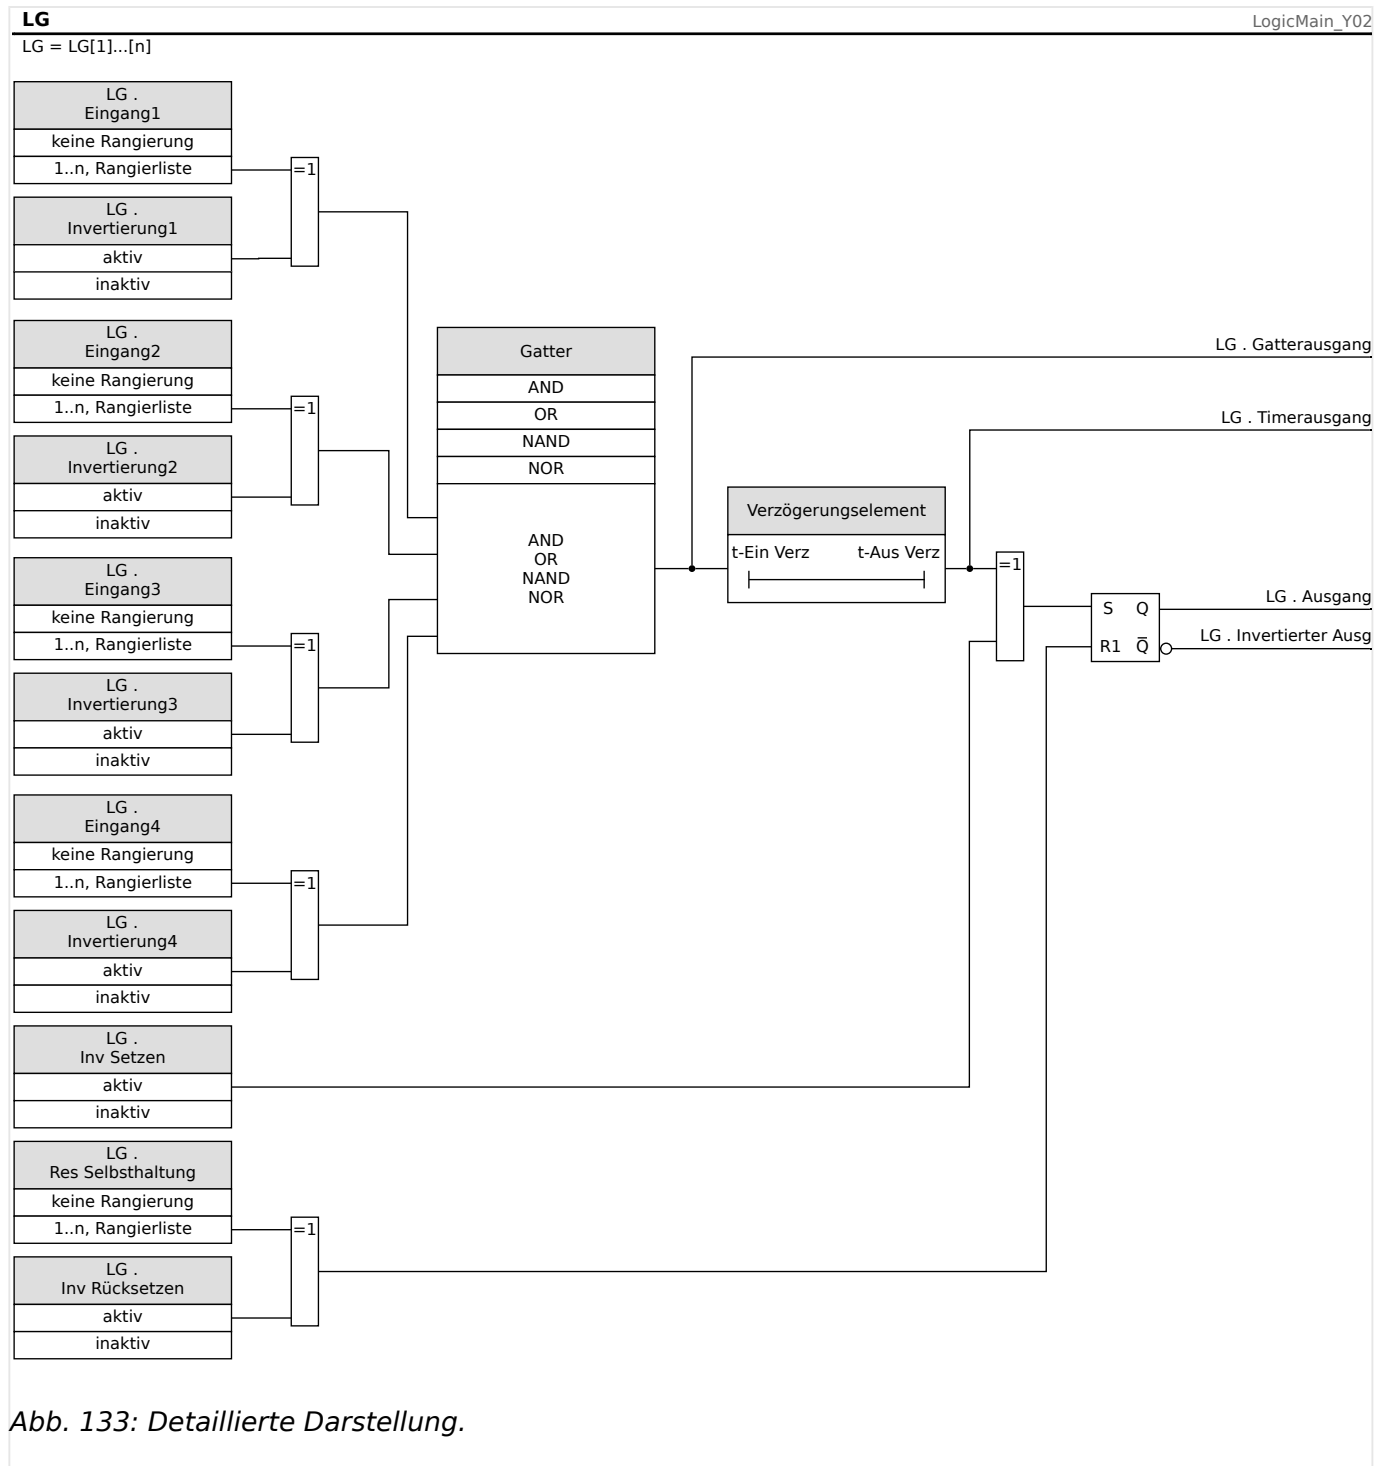 LG
LogicMain_Y02
LG = LG[1]...[n]
LG .
Eingang1
keine Rangierung
1..n, Rangierliste
=1
LG .
Invertierung1
aktiv
inaktiv
LG .
Eingang2
keine Rangierung
1..n, Rangierliste
=1
LG .
Invertierung2
aktiv
inaktiv
LG .
Eingang3
keine Rangierung
1..n, Rangierliste
=1
LG .
Invertierung3
aktiv
inaktiv
LG .
Eingang4
keine Rangierung
1..n, Rangierliste
=1
LG .
Invertierung4
aktiv
inaktiv
LG .
Inv Setzen
aktiv
inaktiv
LG .
Res Selbsthaltung
keine Rangierung
1..n, Rangierliste
=1
LG .
Inv Rücksetzen
aktiv
inaktiv
Gatter
AND
OR
NAND
NOR
AND
OR
NAND
NOR
Verzögerungselement
t-Ein Verz t-Aus Verz
=1
S Q
R1 Q̅
LG . Gatterausgang
LG . Timerausgang
LG . Ausgang
LG . Invertierter Ausg
Abb. 133: Detaillierte Darstellung.